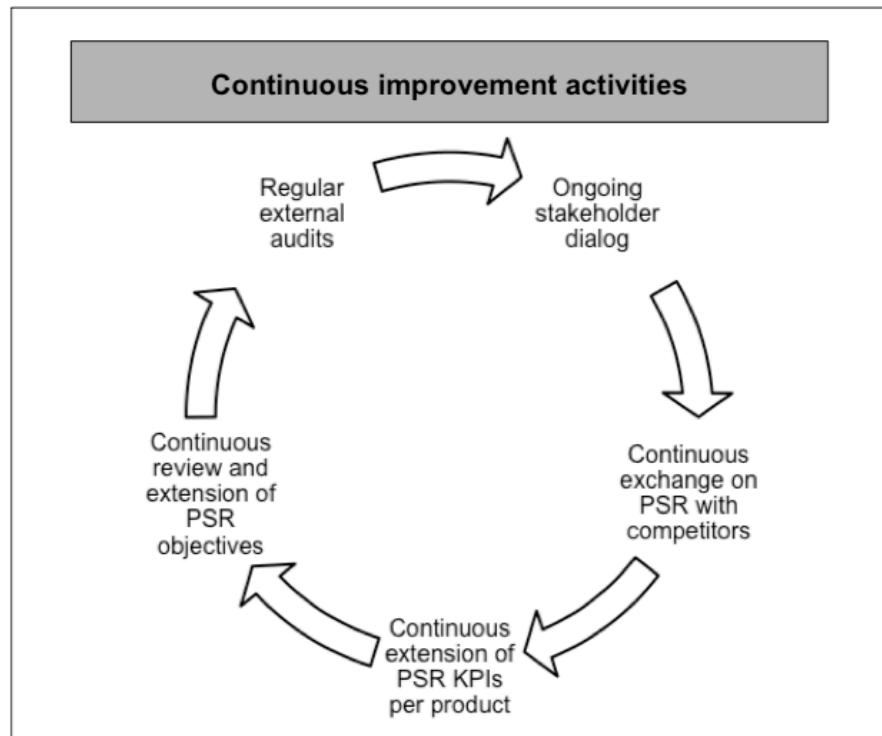 Continuous improvement activities
Regular
external
audits
Ongoing
stakeholder
dialog
Continuous
exchange on
PSR with
competitors
Continuous
extension of
PSR KPIs
per product
Continuous
review and
extension of
PSR
objectives